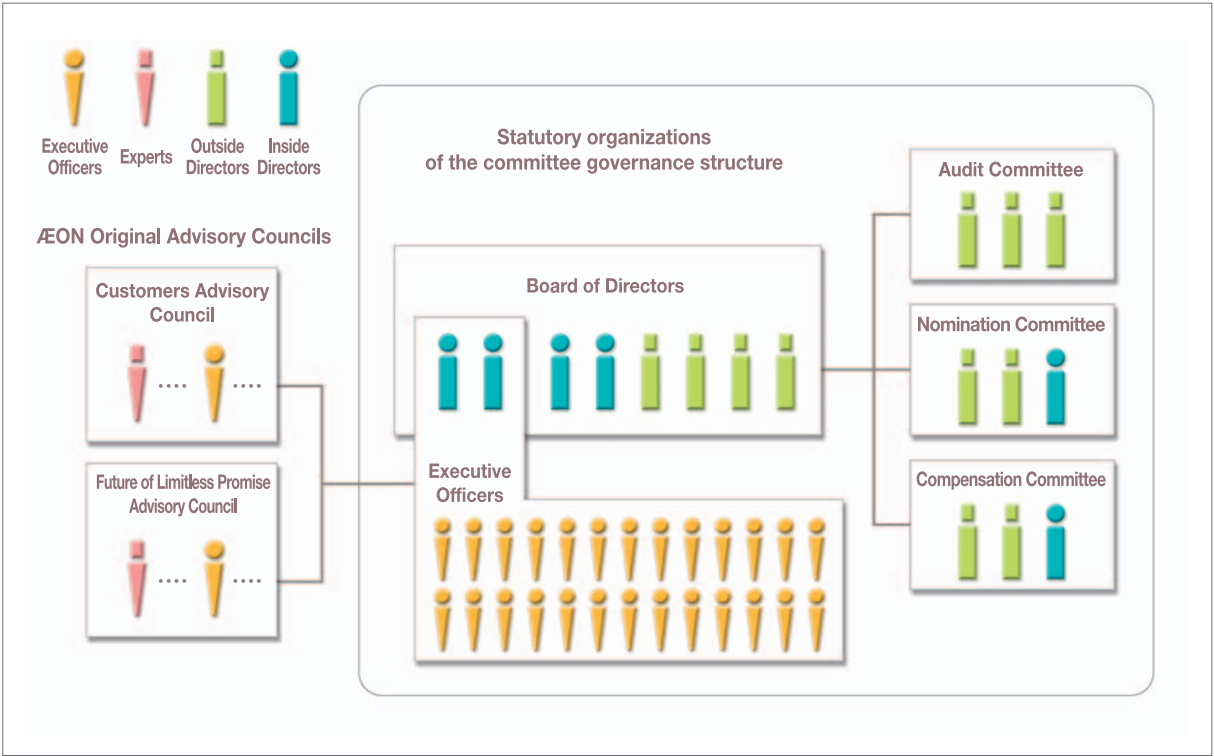 Executive
Officers
Experts
Outside
Directors
Inside
Directors
ÆON Original Advisory Councils
Customers Advisory
Council
....
....
Future of Limitless Promise
Advisory Council
....
....
Statutory organizations
of the committee governance structure
Board of Directors
Executive
Officers
Audit Committee
Nomination Committee
Compensation Committee